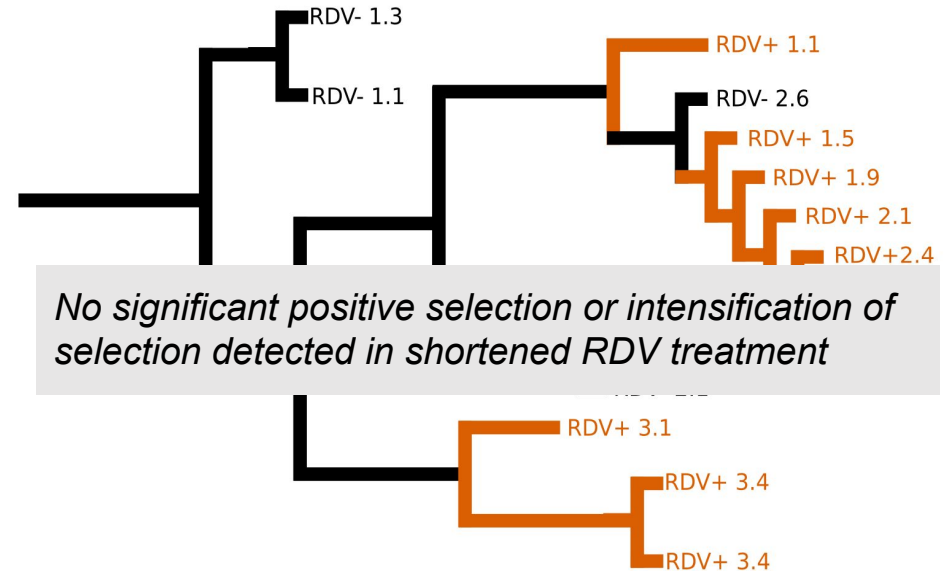 RDV- 1.3
RDV+ 1.1
RDV- 1.1
RDV- 2.6
RDV+ 1.5
RDV+ 1.9
RDV+ 2.1
RDV+2.4
No significant positive selection or intensification of
selection detected in shortened RDV treatment
RDV+ 3.1
RDV+ 3.4
RDV+ 3.4